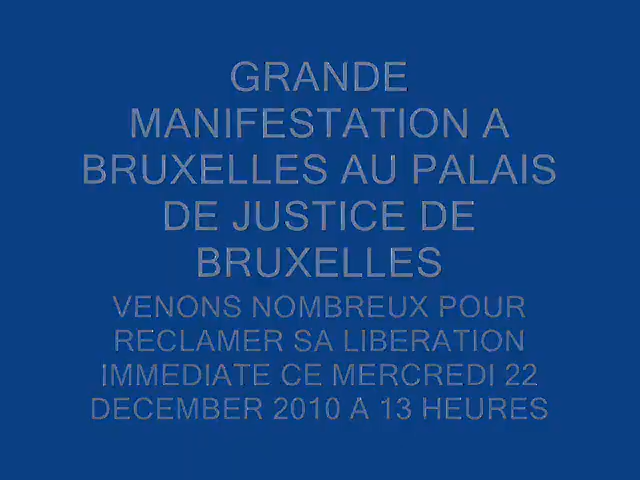 GRANDE
MANIFESTATION A
BRUXELLES AU PALAIS
DE JUSTICE DE
BRUXELLES
VENONS NOMBREUX POUR
RECLAMER SA LIBERATION
IMMEDIATE CE MERCREDI 22
DECEMBER 2010 A 13 HEURES